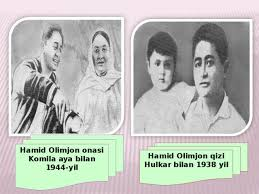 Hamid Olimjon onasi
Komila aya bilan
1944-yil
Hamid Olimjon qizi
Hulkar bilan 1938 yil